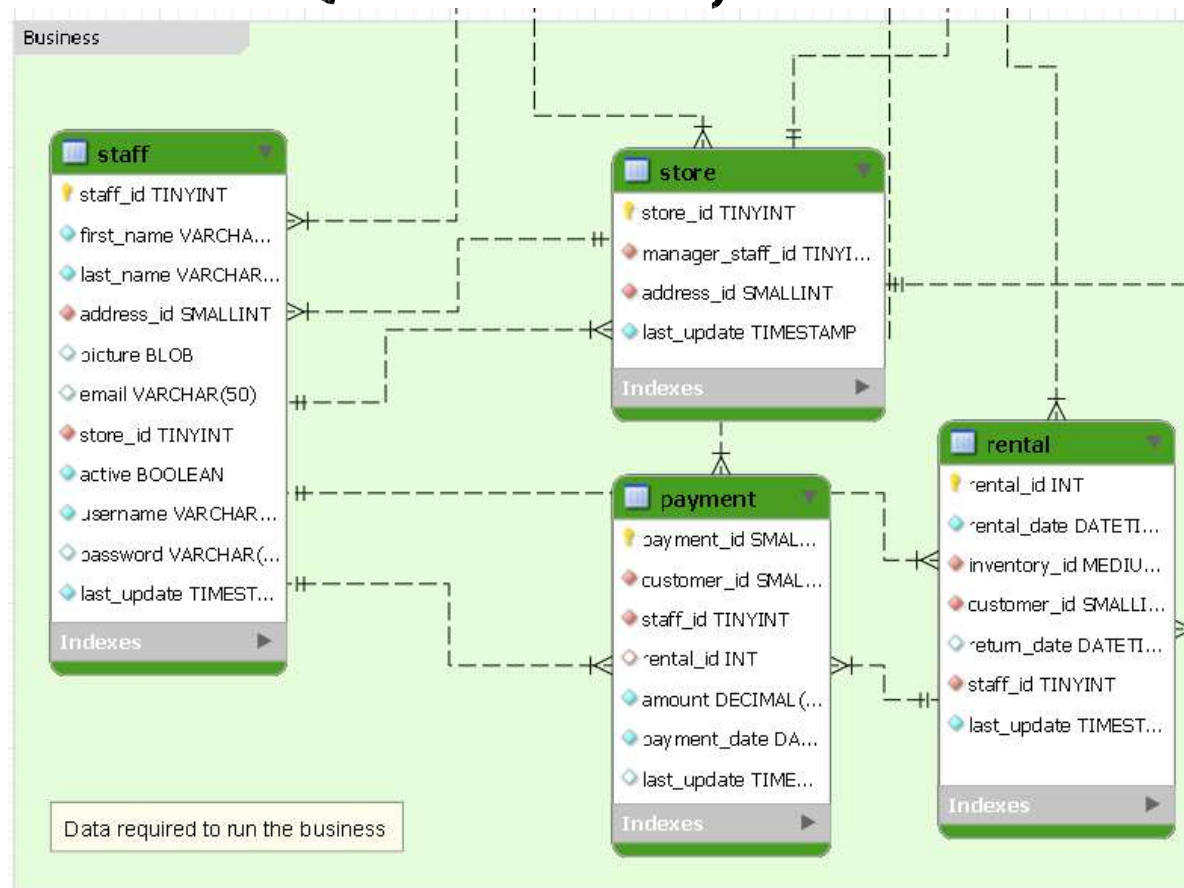 Business
staff
staff_id TINYINT
first_name VARCHA...
last_name VARCHAR...
address_id SMALLINT
picture BLOB
email VARCHAR(50)
store_id TINYINT
active BOOLEAN
username VARCHAR...
password VARCHAR(...
last_update TIMEST...
Indexes
store
store_id TINYINT
manager_staff_id TINYI...
address_id SMALLINT
last_update TIMESTAMP
Indexes
payment
payment_id SMAL...
customer_id SMAL...
staff_id TINYINT
rental_id INT
amount DECIMAL(...
payment_date DA...
last_update TIME...
Indexes
rental
rental_id INT
rental_date DATETI...
inventory_id MEDIU...
customer_id SMALLI...
return_date DATETI...
staff_id TINYINT
last_update TIMEST...
Indexes
Data required to run the business